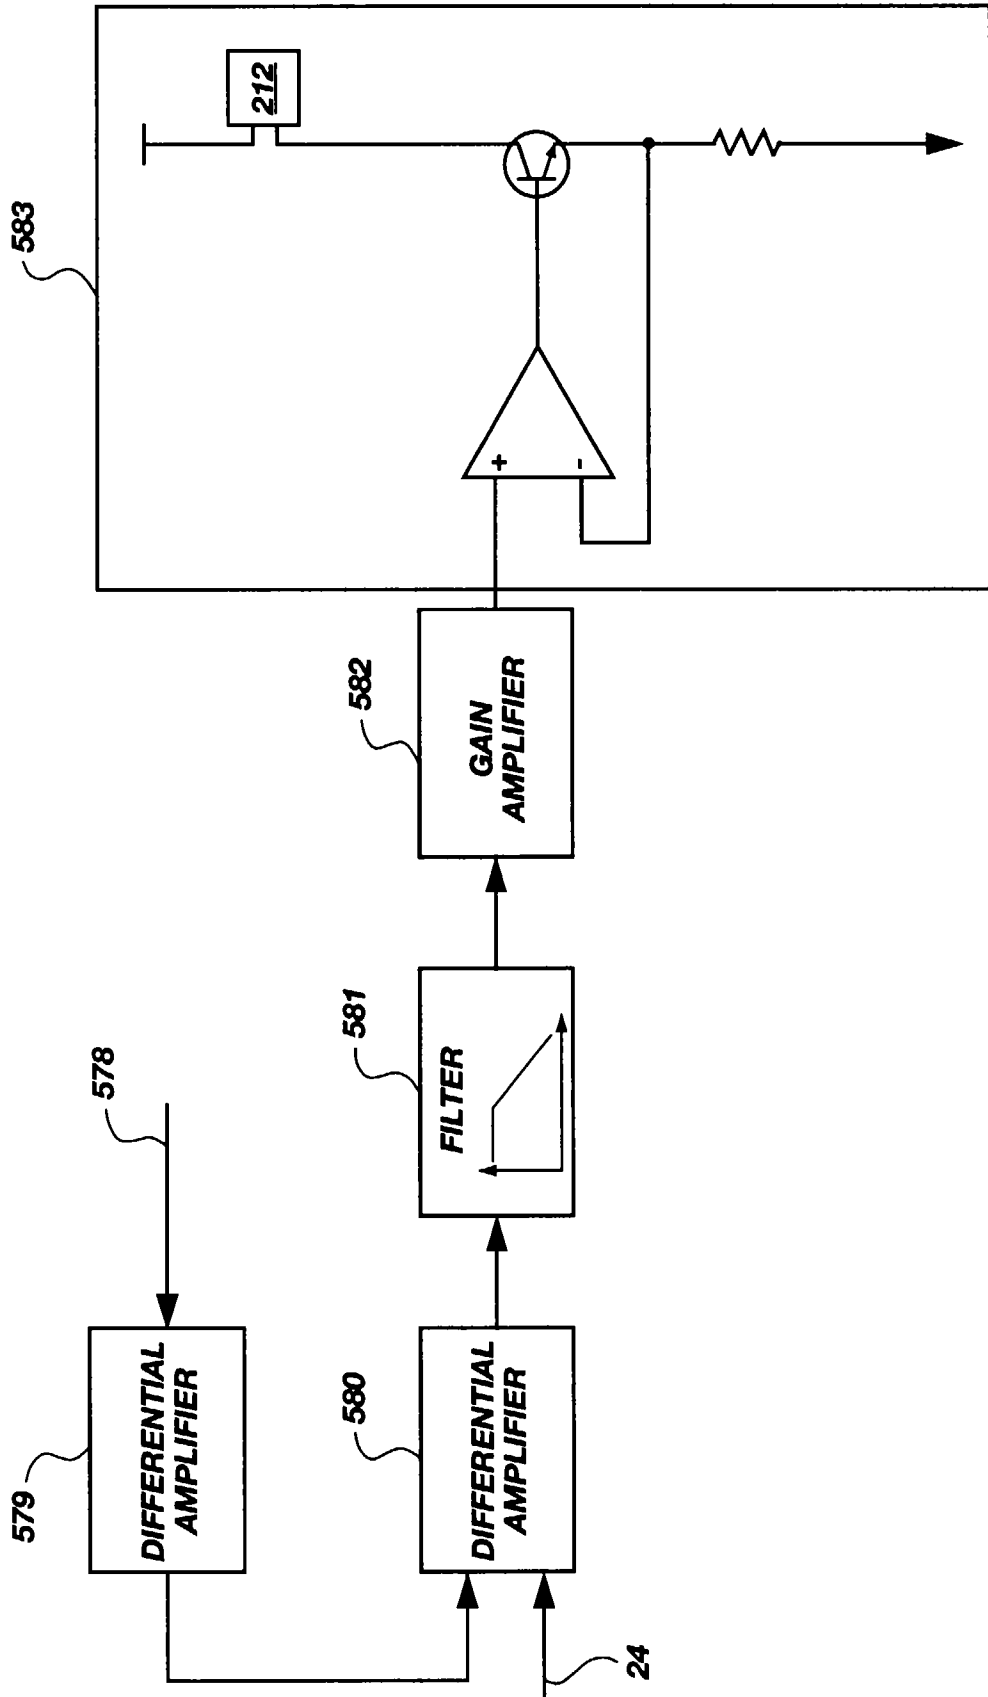 579
DIFFERENTIAL
AMPLIFIER
578
24
580
DIFFERENTIAL
AMPLIFIER
581
FILTER
582
GAIN
AMPLIFIER
583
+
-
212